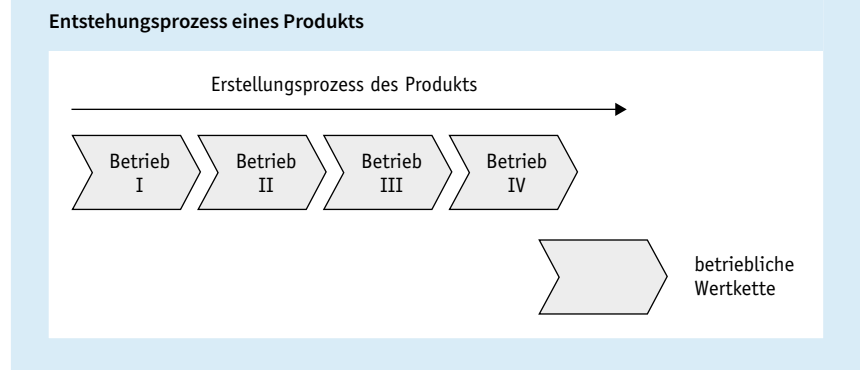 Entstehungsprozess eines Produkts
Erstellungsprozess des Produkts
Betrieb
I
Betrieb
II
Betrieb
III
Betrieb
IV
betriebliche
Wertkette